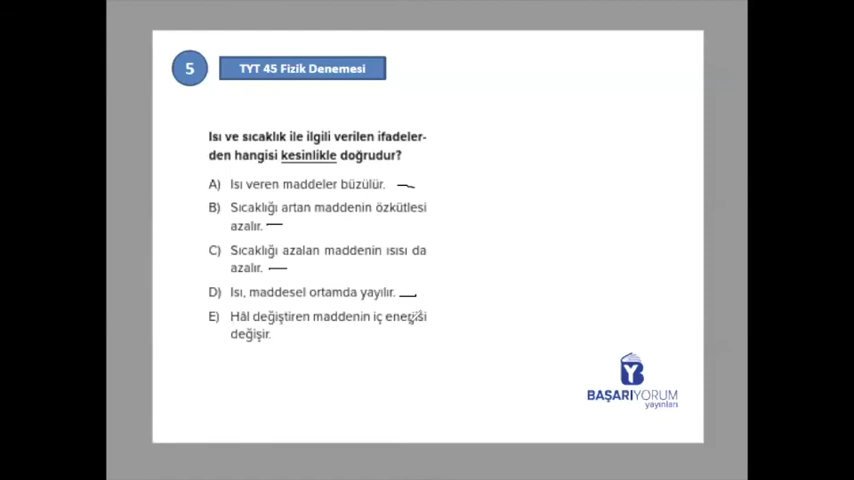 5
TYT 45 Fizik Denemesi
Isı ve sıcaklık ile ilgili verilen ifadeler-
den hangisi kesinlikle doğrudur?
A) Isı veren maddeler büzülür.
B) Sıcaklığı artan maddenin özkütlesi
azalır.
C) Sıcaklığı azalan maddenin ısısı da
azalır.
D) Isı, maddesel ortamda yayılır.
E) Hâl değiştiren maddenin iç enerjisi
değişir.
BAŞARIYORUM
yayınları